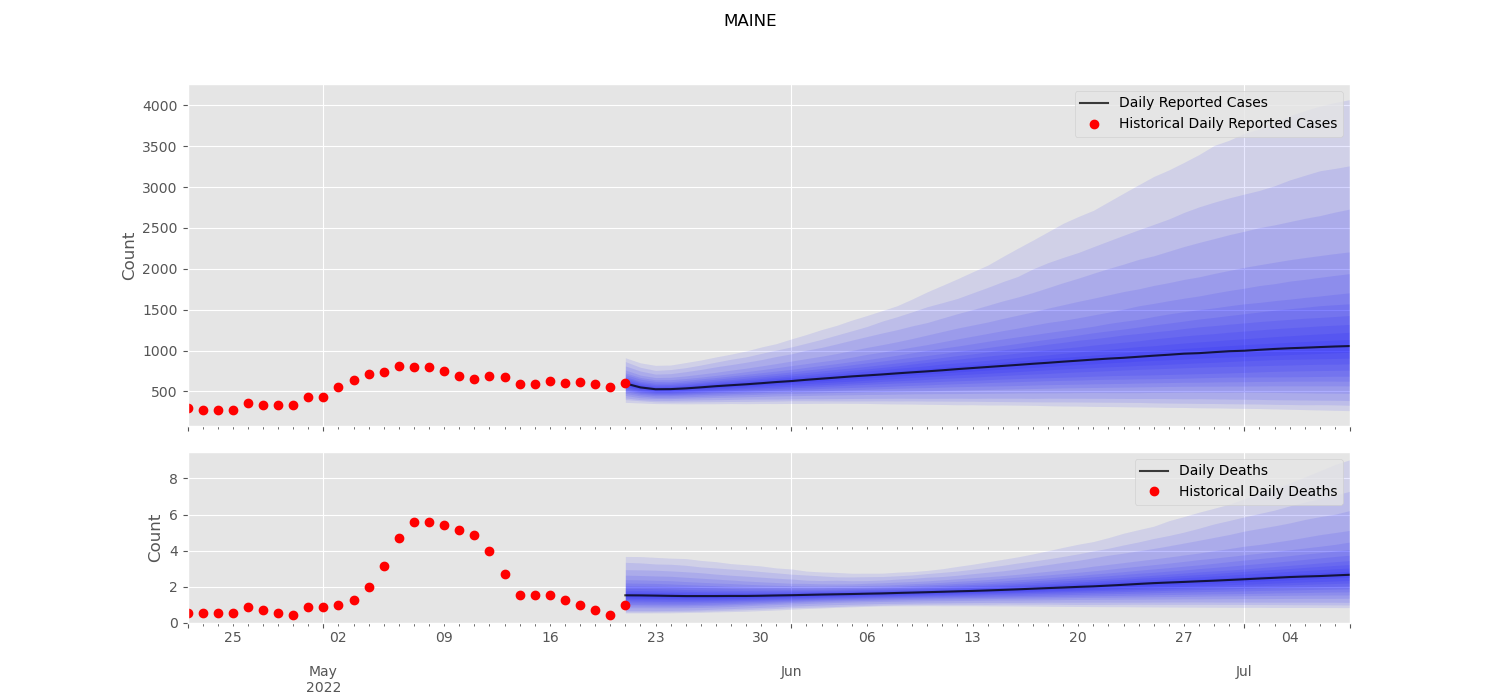 MAINE
4000
3500
3000
2500
2000
1500
1000
500
Count
Daily Reported Cases
Historical Daily Reported Cases
8
6
4
2
0
Count
Daily Deaths
Historical Daily Deaths
25 02 09 16 23 30 06 13 20 27 04
May Jun Jul
2022